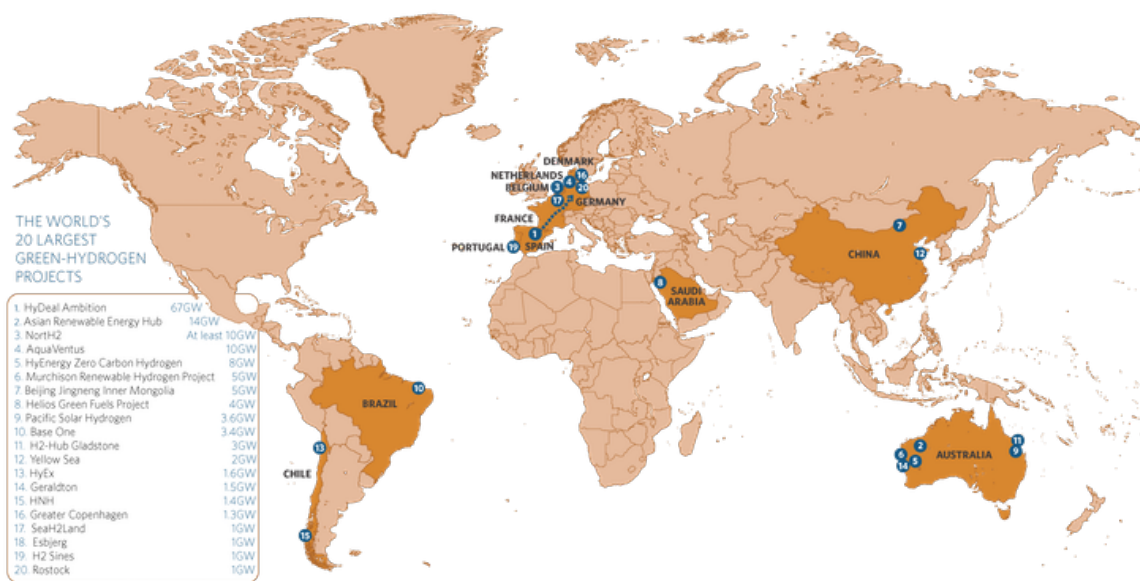 THE WORLD'S
20 LARGEST
GREEN-HYDROGEN
PROJECTS
1. HyDeal Ambition 67GW
2. Asian Renewable Energy Hub 14GW
3. NortH2 At least 10GW
4. AquaVentus 10GW
5. HyEnergy Zero Carbon Hydrogen 8GW
6. Murchison Renewable Hydrogen Project 5GW
7. Beijing Jingneng Inner Mongolia 5GW
8. Helios Green Fuels Project 4GW
9. Pacific Solar Hydrogen 3.6GW
10. Base One 3.4GW
11. H2-Hub Gladstone 3GW
12. Yellow Sea 2GW
13. HyEx 1.6GW
14. Geraldton 1.5GW
15. HNH 1.4GW
16. Greater Copenhagen 1.3GW
17. SeaH2Land 1GW
18. Esbjerg 1GW
19. H2 Sines 1GW
20. Rostock 1GW
DENMARK
16
NETHERLANDS 4
BELGIUM 3 20
17 GERMANY
FRANCE
1
PORTUGAL 19 SPAIN
7
CHINA 12
8 SAUDI
ARABIA
10
BRAZIL
13
CHILE
15
11
2 9
6 AUSTRALIA
5
14